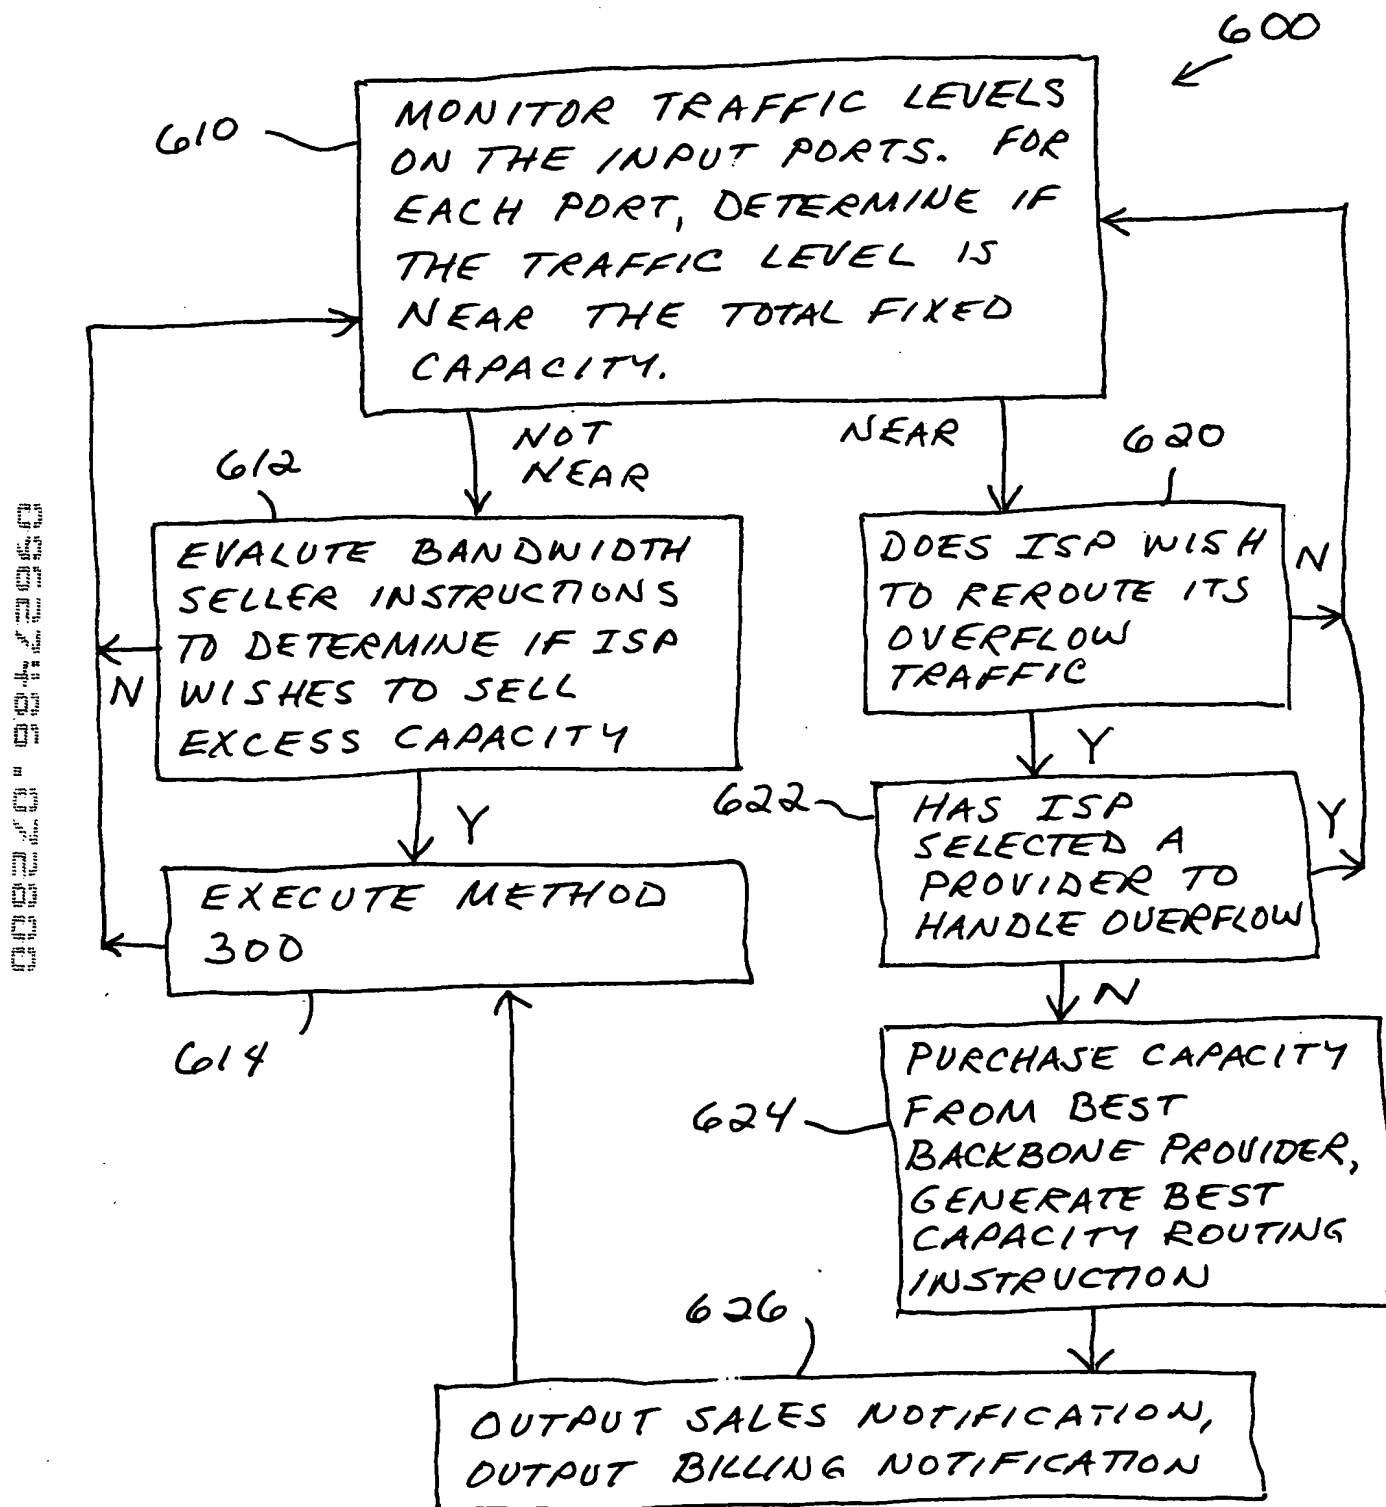 600
610
MONITOR TRAFFIC LEVELS
ON THE INPUT PORTS. FOR
EACH PORT, DETERMINE IF
THE TRAFFIC LEVEL IS
NEAR THE TOTAL FIXED
CAPACITY.
NOT
NEAR
NEAR
612
620
EVALUTE BANDWIDTH
SELLER INSTRUCTIONS
TO DETERMINE IF ISP
WISHES TO SELL
EXCESS CAPACITY
N
Y
DOES ISP WISH
TO REROUTE ITS
OVERFLOW
TRAFFIC
N
Y
EXECUTE METHOD
300
614
622
HAS ISP
SELECTED A
PROVIDER TO
HANDLE OVERFLOW
Y
N
624
PURCHASE CAPACITY
FROM BEST
BACKBONE PROVIDER,
GENERATE BEST
CAPACITY ROUTING
INSTRUCTION
626
OUTPUT SALES NOTIFICATION,
OUTPUT BILLING NOTIFICATION